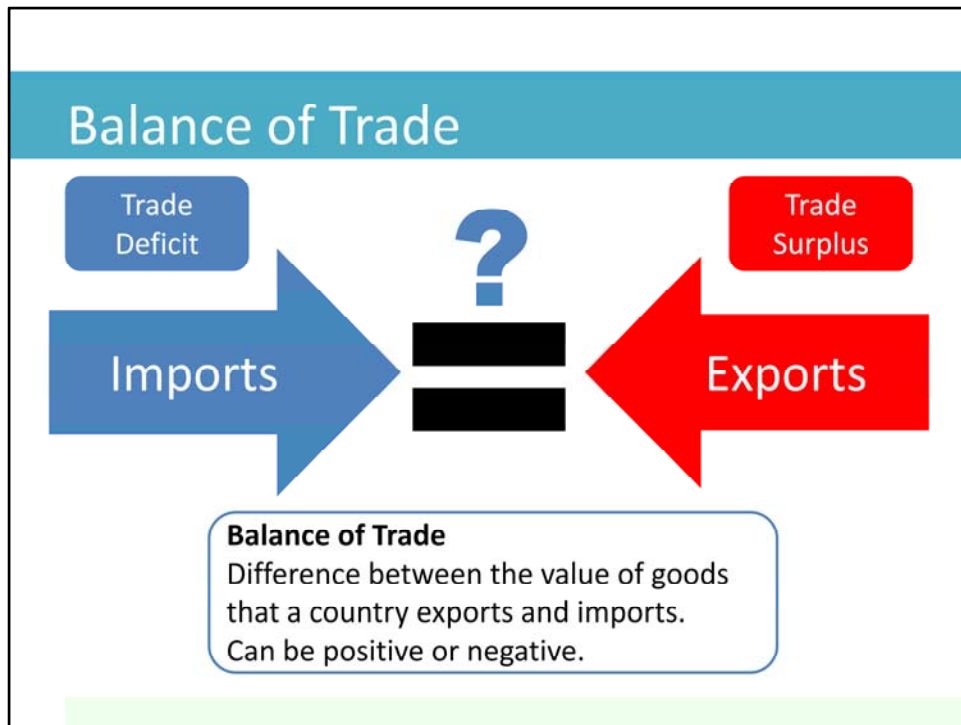 Balance of Trade
Trade
Deficit
?
Trade
Surplus
Imports
Exports
Balance of Trade
Difference between the value of goods
that a country exports and imports.
Can be positive or negative.